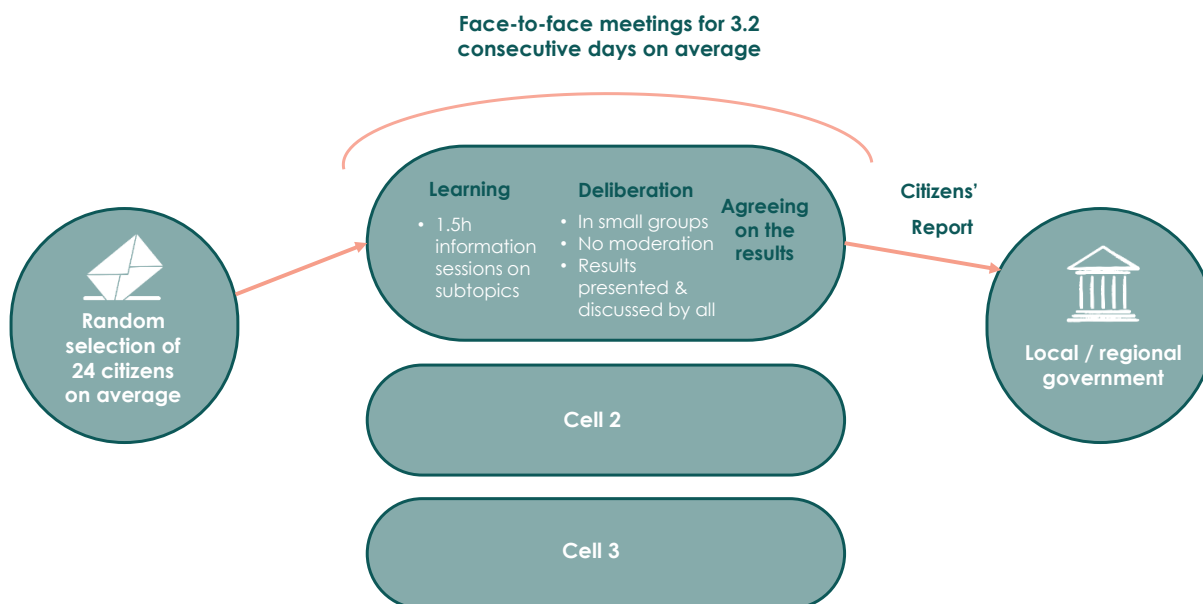 Face-to-face meetings for 3.2
consecutive days on average
Random
selection of
24 citizens
on average
Learning
• 1.5h
information
sessions on
subtopics
Deliberation
• In small groups
• No moderation
• Results
presented &
discussed by all
Agreeing
on the
results
Cell 2
Cell 3
Citizens’
Report
Local / regional
government